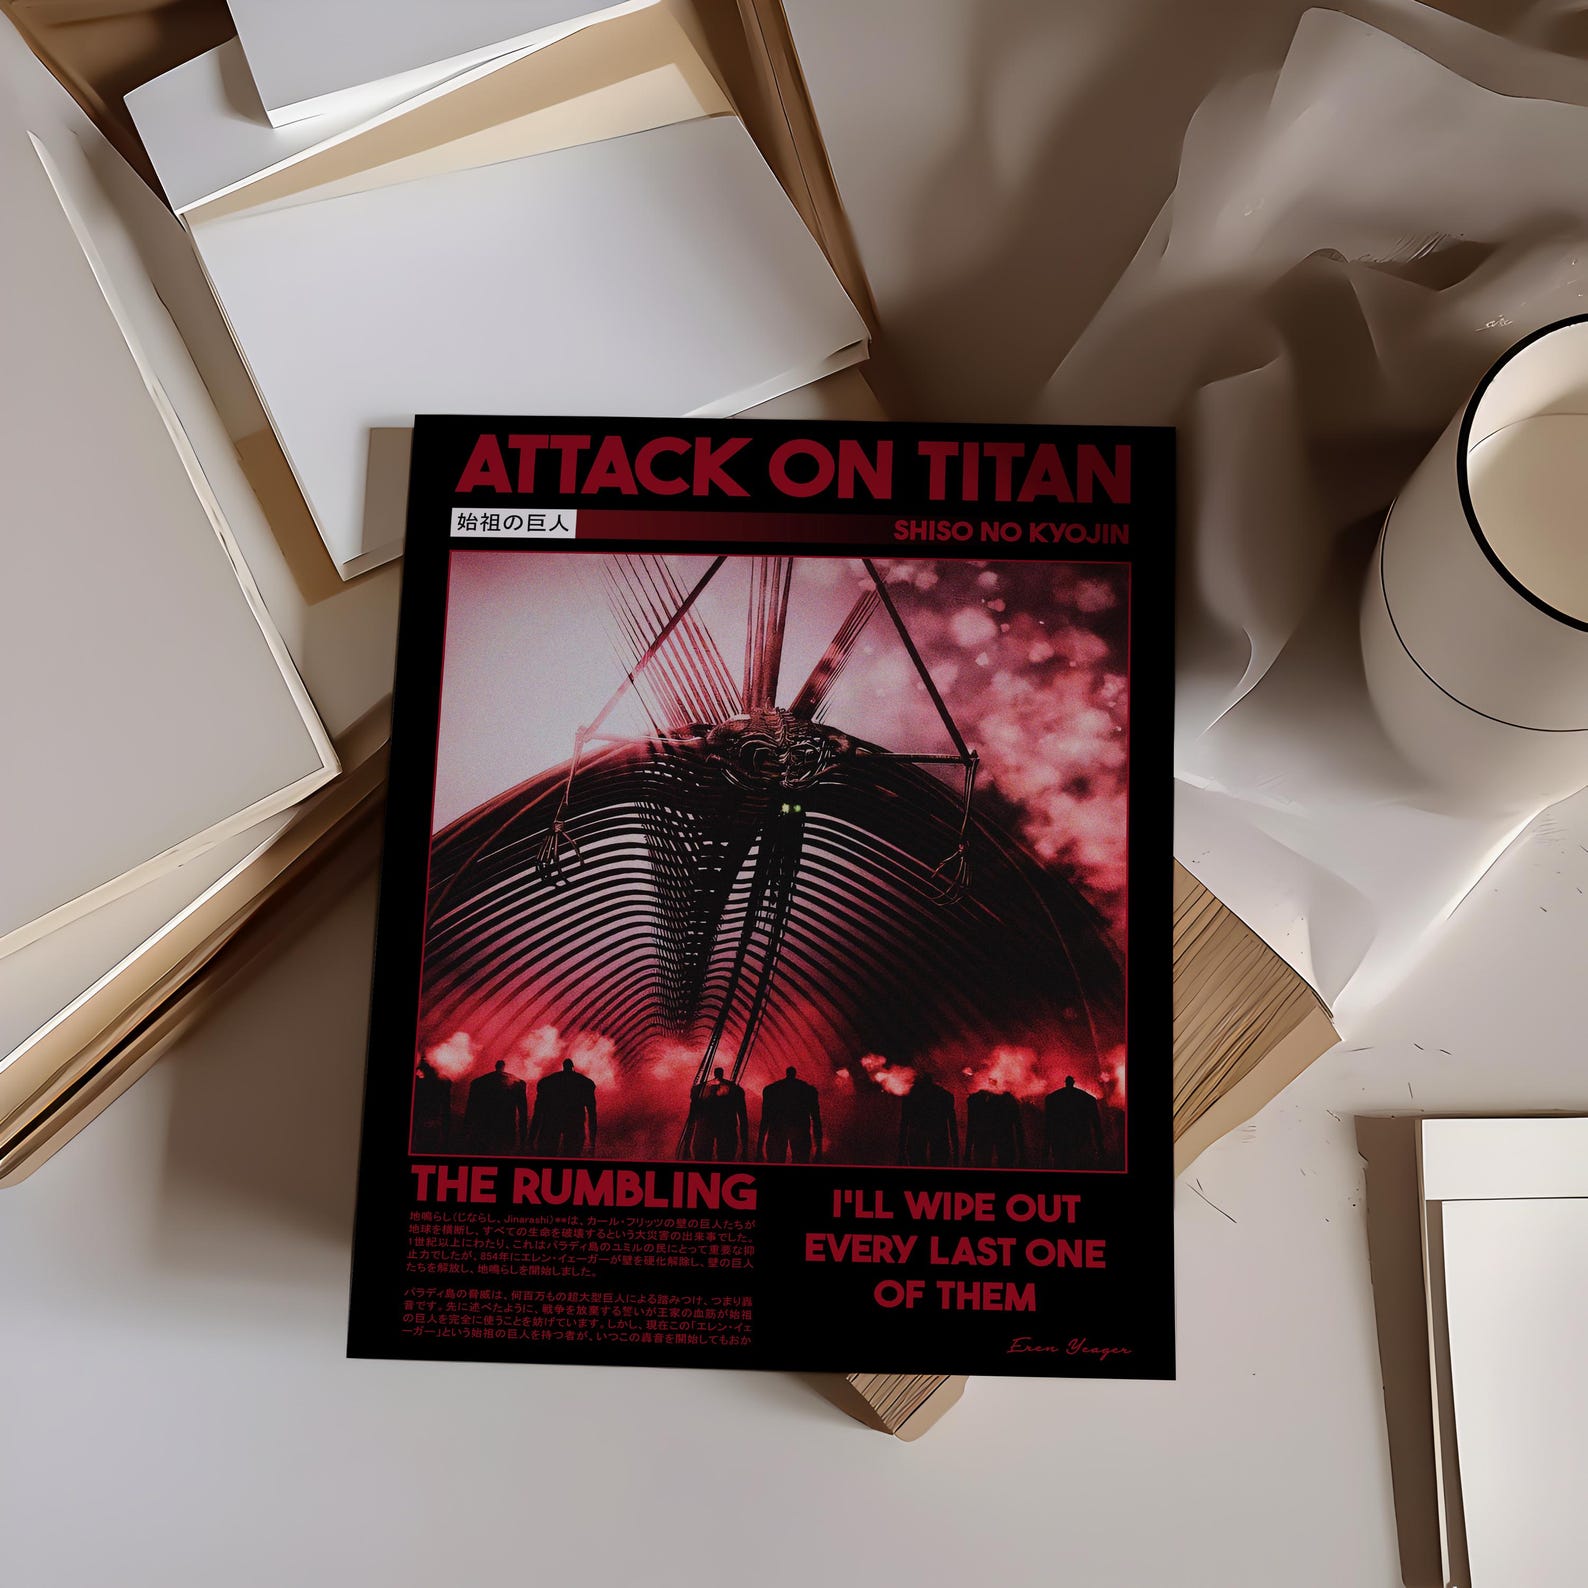 ATTACK ON TITAN
始祖の巨人
SHISO NO KYOJIN
THE RUMBLING
地鳴らし(じならし、Jinarashi)**は、カール・フリッツの壁の巨人たちが
地球を横断し、すべての生命を破壊するという大災害の出来事でした。
1世紀以上にわたり、これはパラディ島のユミルの民にとって重要な抑
止力でしたが、854年にエレン・イェーガーが壁を硬化解除し、壁の巨人
たちを解放し、地鳴らしを開始しました。
パラディ島の脅威は、何百万もの超大型巨人による踏みつけ、つまり轟
音です。先に述べたように、戦争を放棄する誓いが王家の血筋が始祖
の巨人を完全に使うことを妨げています。しかし、現在この「エレン・イェ
ーガー」という始祖の巨人を持つ者が、いつこの轟音を開始してもおか
I'LL WIPE OUT
EVERY LAST ONE
OF THEM
Eren Yeager